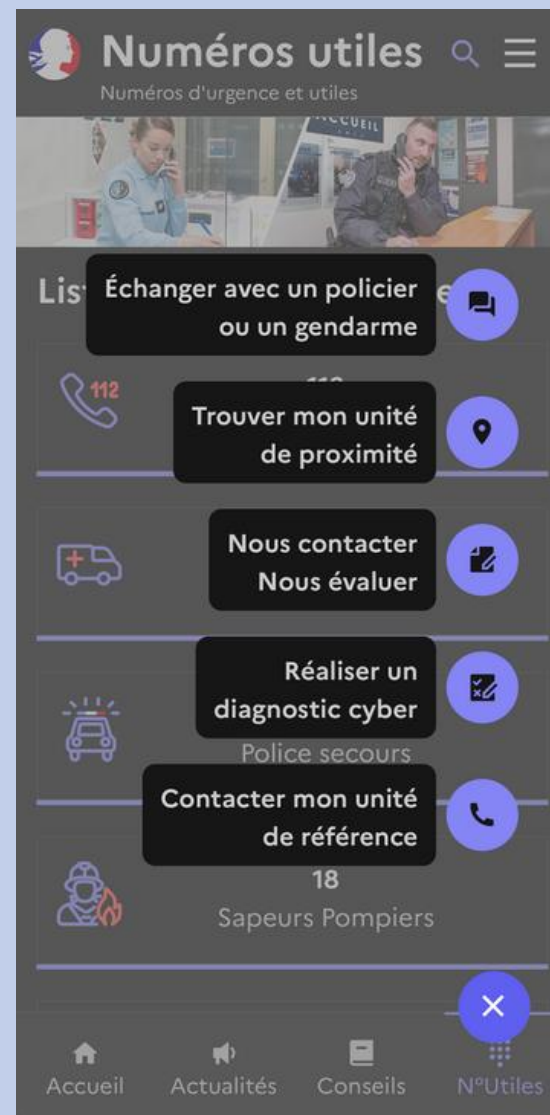 Numéros utiles
Numéros d'urgence et utiles
ACCUEIL
Lis
Échanger avec un policier
ou un gendarme
112
Trouver mon unité
de proximité
Nous contacter
Nous évaluer
Réaliser un
diagnostic cyber
Police secours
Contacter mon unité
de référence
18
Sapeurs Pompiers
Accueil
Actualités
Conseils
N°Utiles